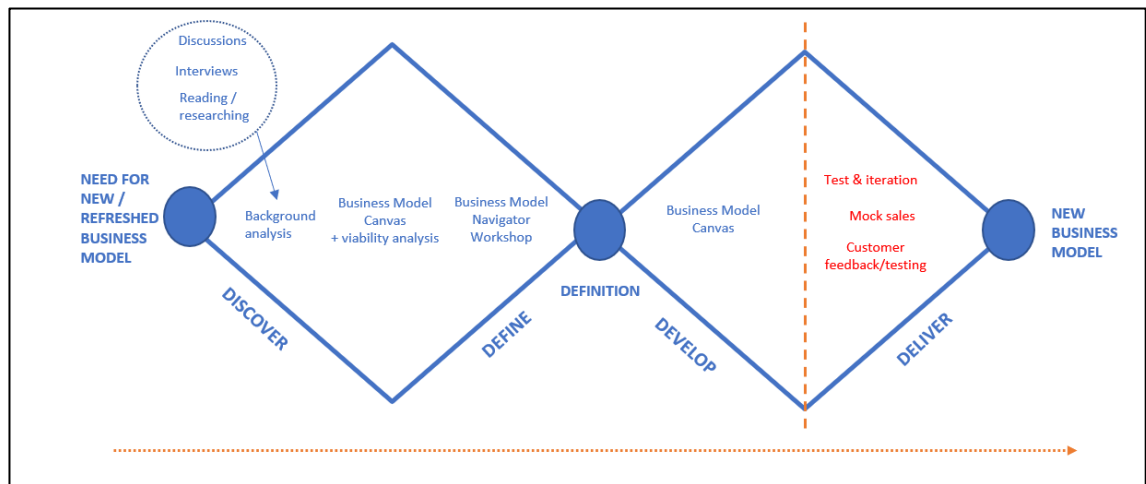 Discussions
Interviews
Reading /
researching
NEED FOR
NEW /
REFRESHED
BUSINESS
MODEL
Background
analysis
Business Model
Canvas
+ viability analysis
Business Model
Navigator
Workshop
DISCOVER
DEFINE
DEFINITION
Business Model
Canvas
DEVELOP
Test & iteration
Mock sales
Customer
feedback/testing
DELIVER
NEW
BUSINESS
MODEL